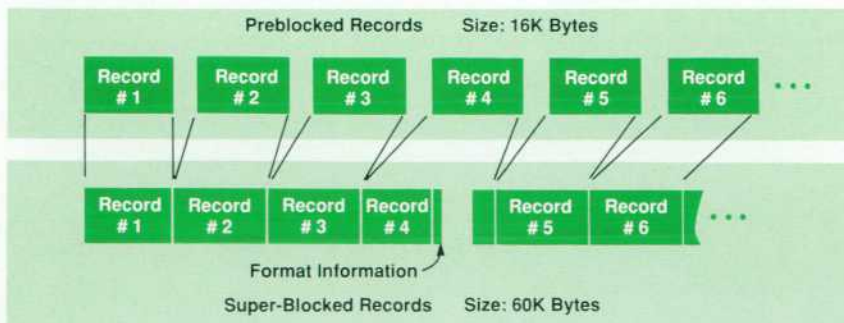 Preblocked Records Size: 16K Bytes
Record # 1
Record # 2
Record # 3
Record # 4
Record # 5
Record # 6
• • •
Record # 1
Record # 2
Record # 3
Record # 4
Record # 5
Record # 6
• • •
Format Information
Super-Blocked Records Size: 60K Bytes